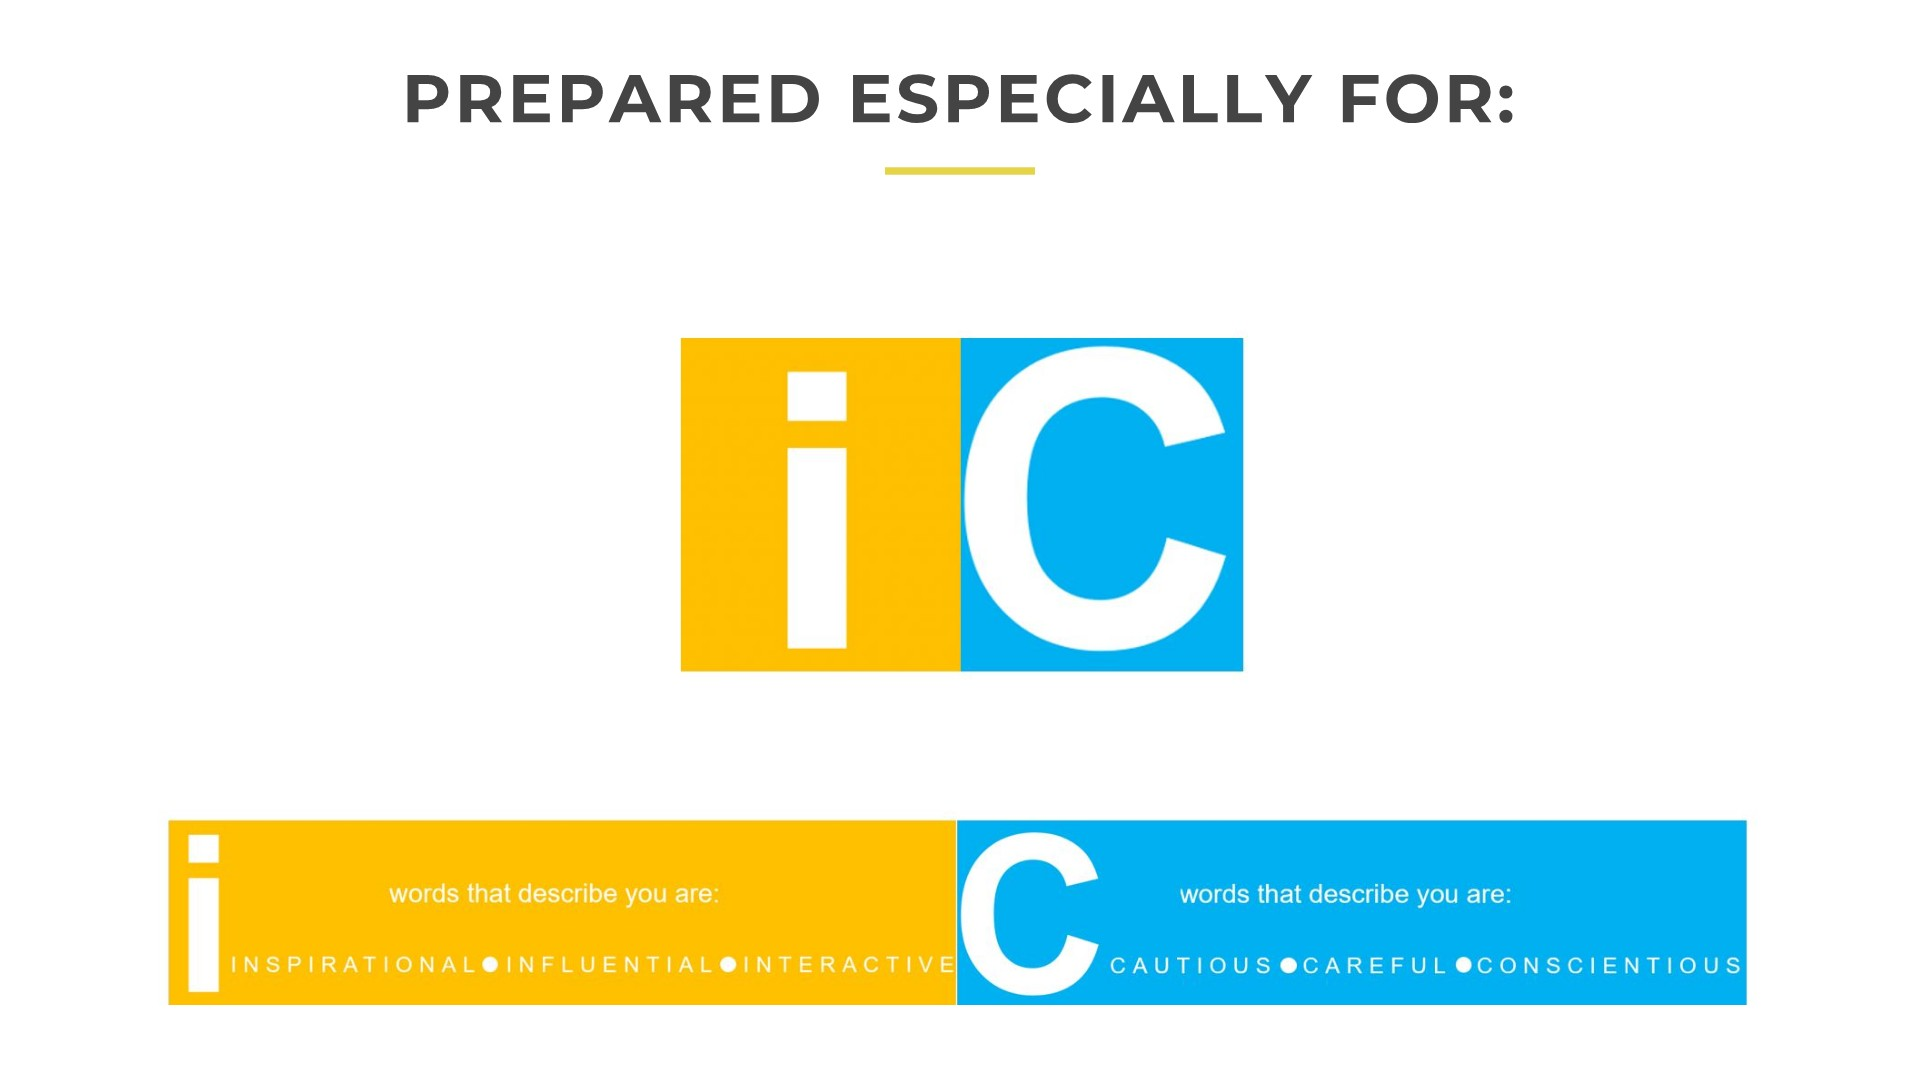 PREPARED ESPECIALLY FOR:
iC
i
words that describe you are:
INSPIRATIONAL●INFLUENTIAL●INTERACTIVE
C
words that describe you are:
CAUTIOUS●CAREFUL●CONSCIENTIOUS